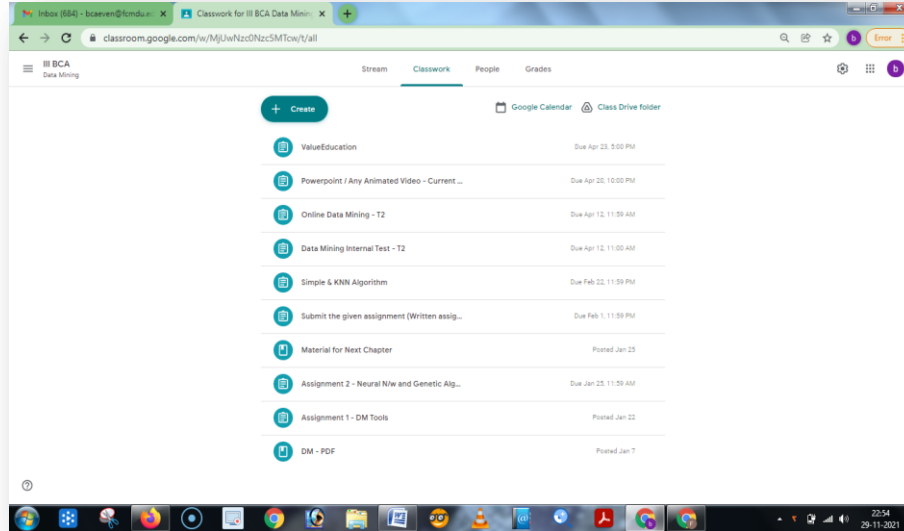 Inbox (684) - bcaeven@fcmdu.e
Classwork for III BCA Data Mining
classroom.google.com/w/MjUwNzc0Nzc5MTcw/t/all
b
Error
III BCA
Data Mining
Stream
Classwork
People
Grades
b
Create
Google Calendar
Class Drive folder
ValueEducation
Due Apr 23, 5:00 PM
Powerpoint / Any Animated Video - Current ...
Due Apr 20, 10:00 PM
Online Data Mining - T2
Due Apr 12, 11:59 AM
Data Mining Internal Test - T2
Due Apr 12, 11:00 AM
Simple & KNN Algorithm
Due Feb 22, 11:59 PM
Submit the given assignment (Written assig...
Due Feb 1, 11:59 PM
Material for Next Chapter
Posted Jan 25
Assignment 2 - Neural N/w and Genetic Alg...
Due Jan 25, 11:59 AM
Assignment 1 - DM Tools
Posted Jan 22
DM - PDF
Posted Jan 7
22:54
29-11-2021